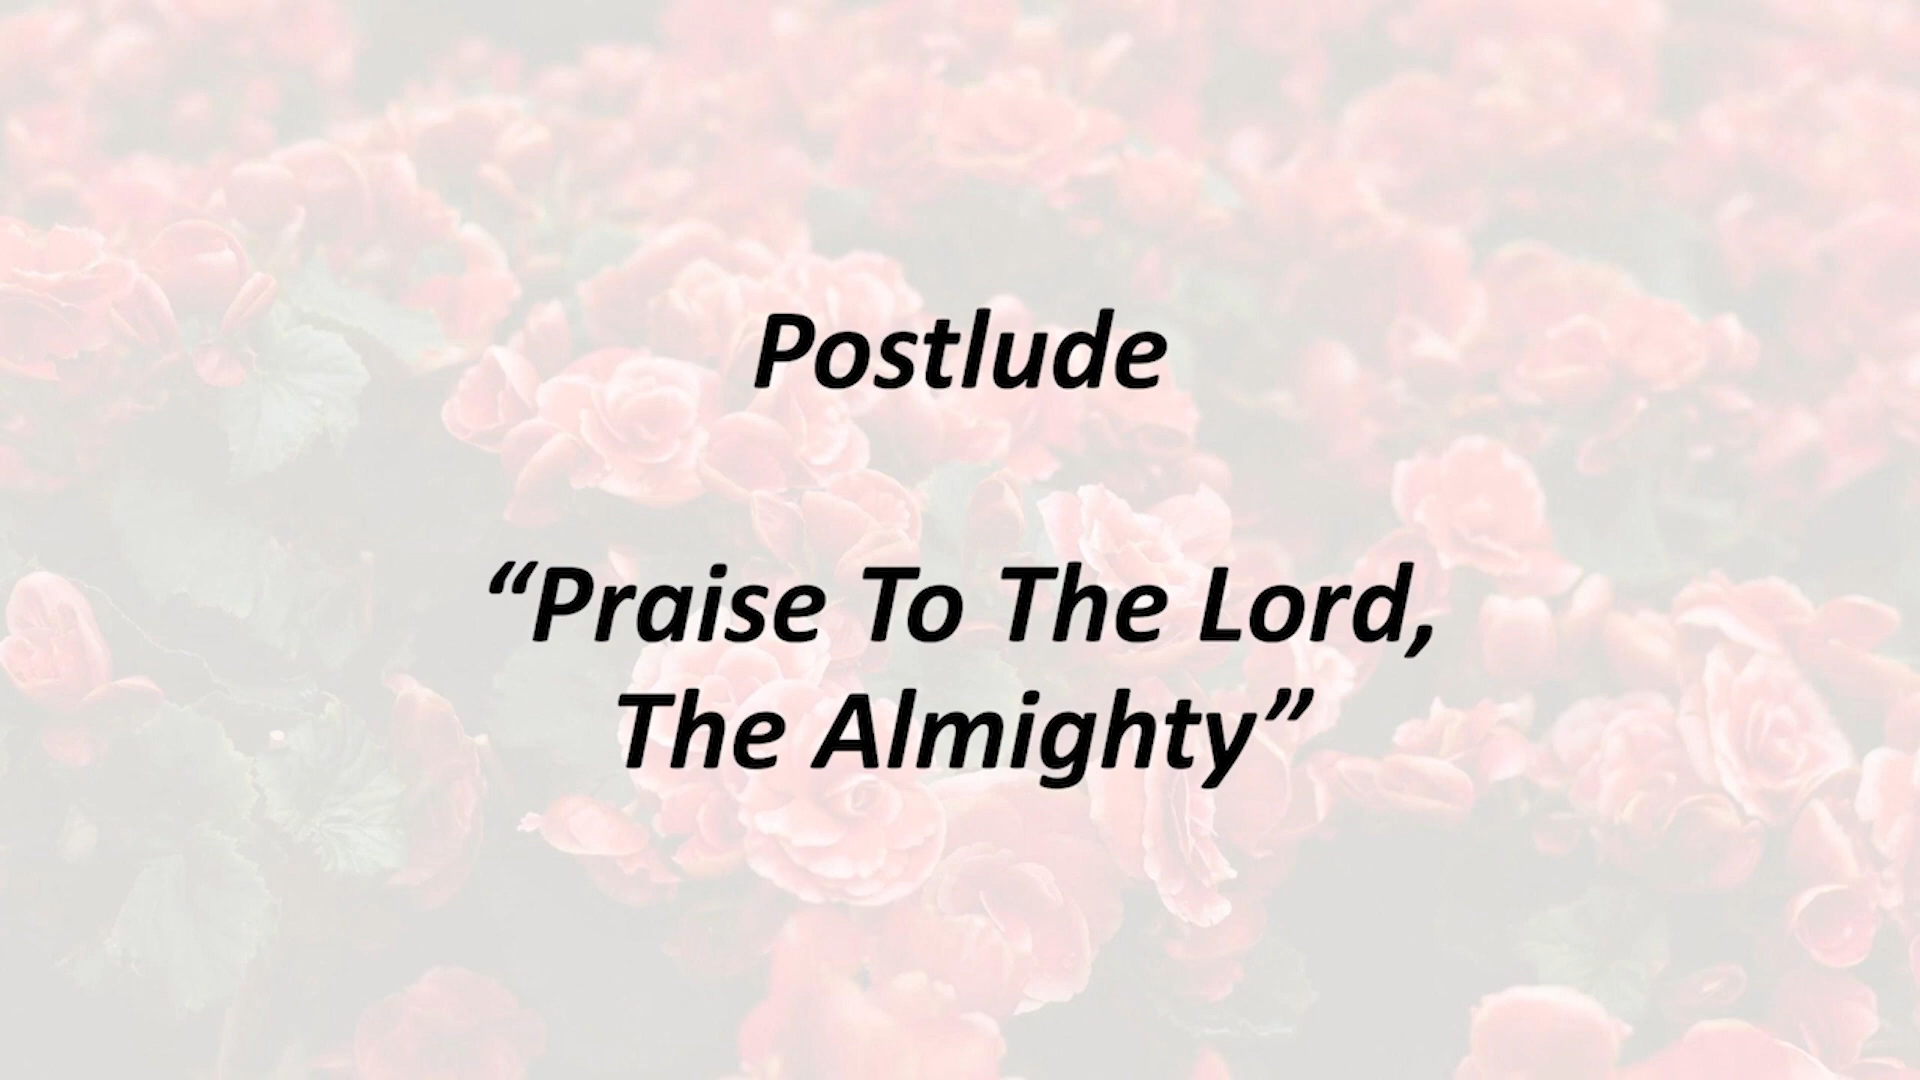 Postlude
“Praise To The Lord,
The Almighty”